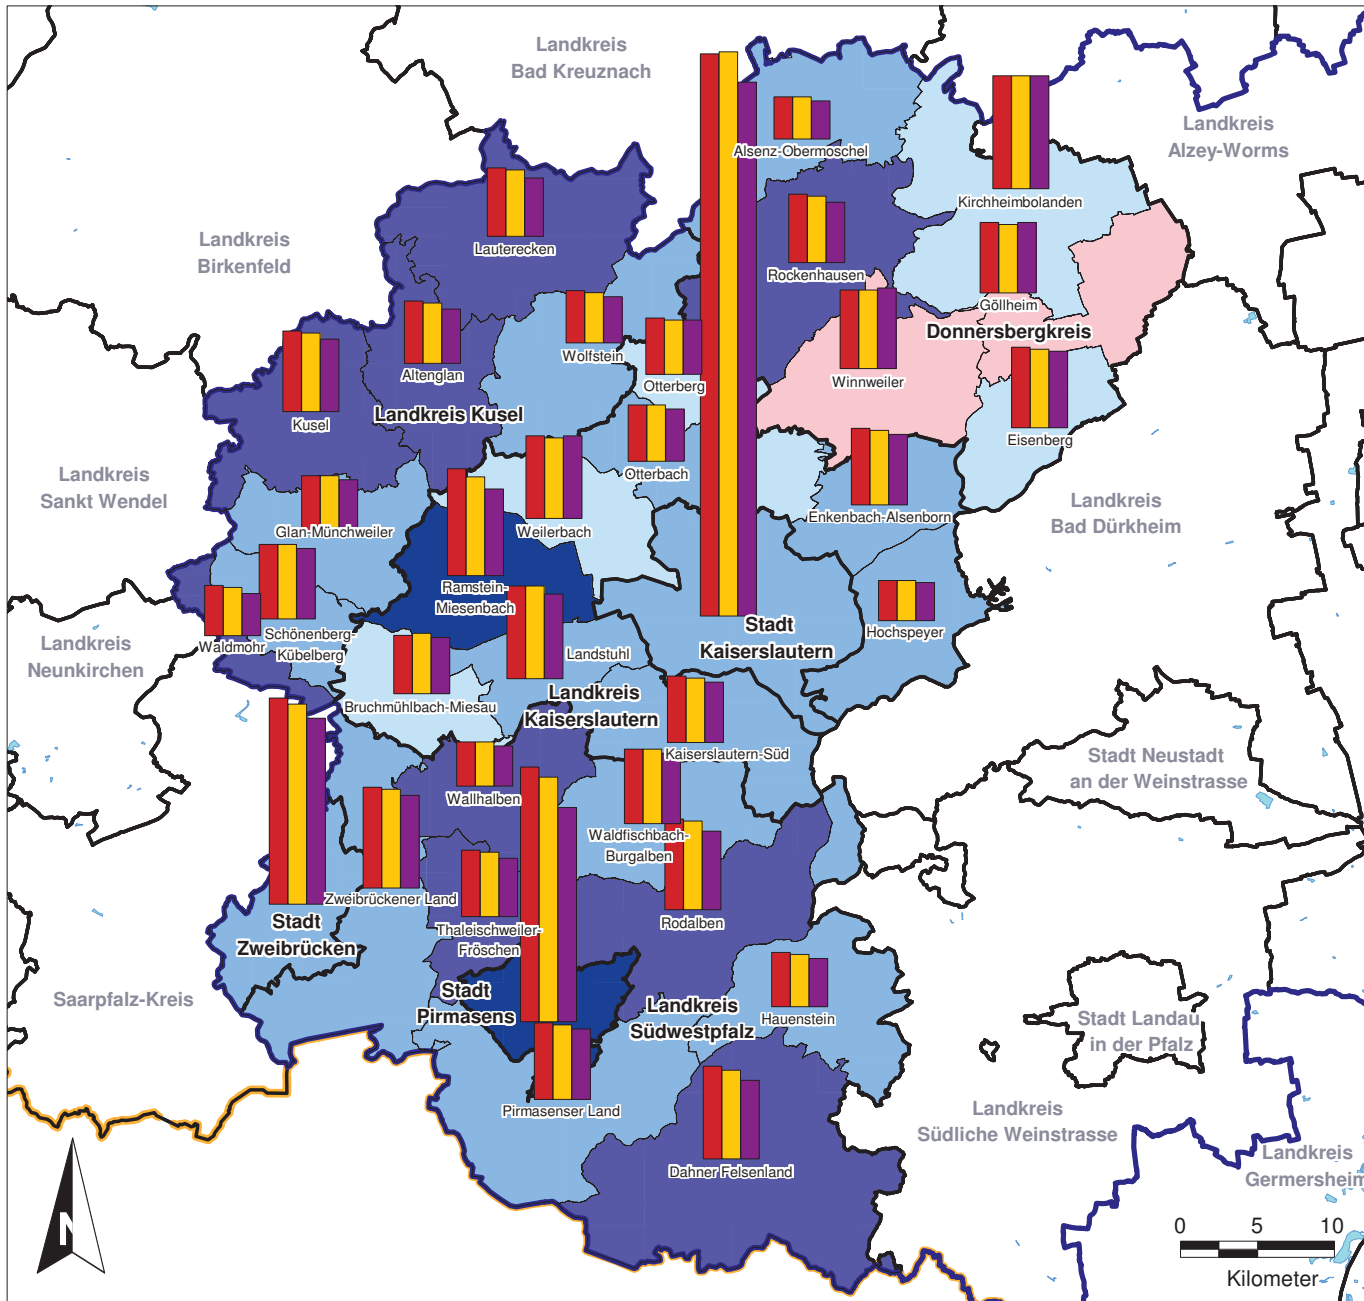 Landkreis
Bad Kreuznach
Landkreis
Alzey-Worms
Alsenz-Obermoschel
Kirchheimbolanden
Landkreis
Birkenfeld
Lauterecken
Rockenhausen
Göllheim
Donnersbergkreis
Wolfstein
Altenglan
Otterberg
Winnweiler
Kusel
Landkreis Kusel
Eisenberg
Landkreis
Sankt Wendel
Otterbach
Landkreis
Bad Dürkheim
Glan-Münchweiler
Weilerbach
Enkenbach-Alsenborn
Ramstein-
Miesenbach
Landkreis
Neunkirchen
Waldmohr
Schönenberg-
Kübelberg
Landstuhl
Stadt
Kaiserslautern
Hochspeyer
Bruchmühlbach-Miesau
Landkreis
Kaiserslautern
Kaiserslautern-Süd
Stadt Neustadt
an der Weinstrasse
Wallhalben
Waldfischbach-
Burgalben
Zweibrückener Land
Stadt
Zweibrücken
Thaleischweiler-
Fröschen
Rodalben
Saarpfalz-Kreis
Stadt
Pirmasens
Landkreis
Südwestpfalz
Hauenstein
Stadt Landau
in der Pfalz
Pirmasenser Land
Landkreis
Südliche Weinstrasse
Dahner Felsenland
Landkreis
Germersheim
N
0 5 10
Kilometer